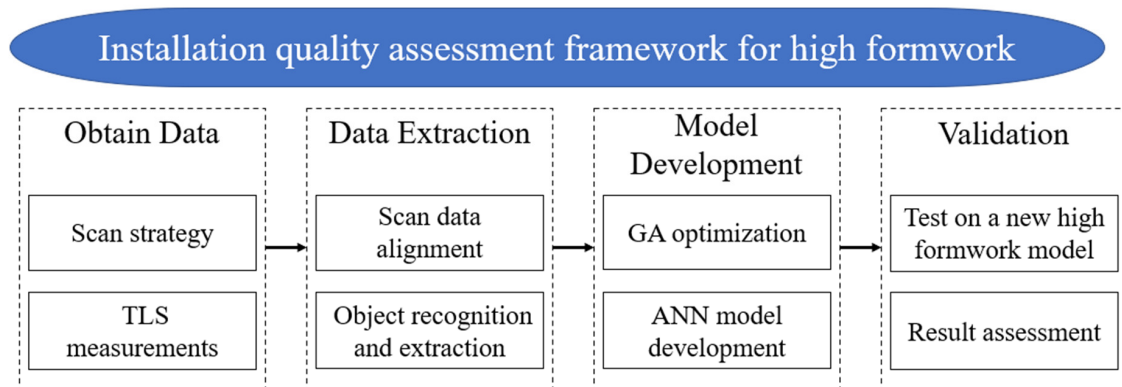 Installation quality assessment framework for high formwork
Obtain Data
Scan strategy
TLS
measurements
Data Extraction
Scan data
alignment
Object recognition
and extraction
Model
Development
GA optimization
ANN model
development
Validation
Test on a new high
formwork model
Result assessment